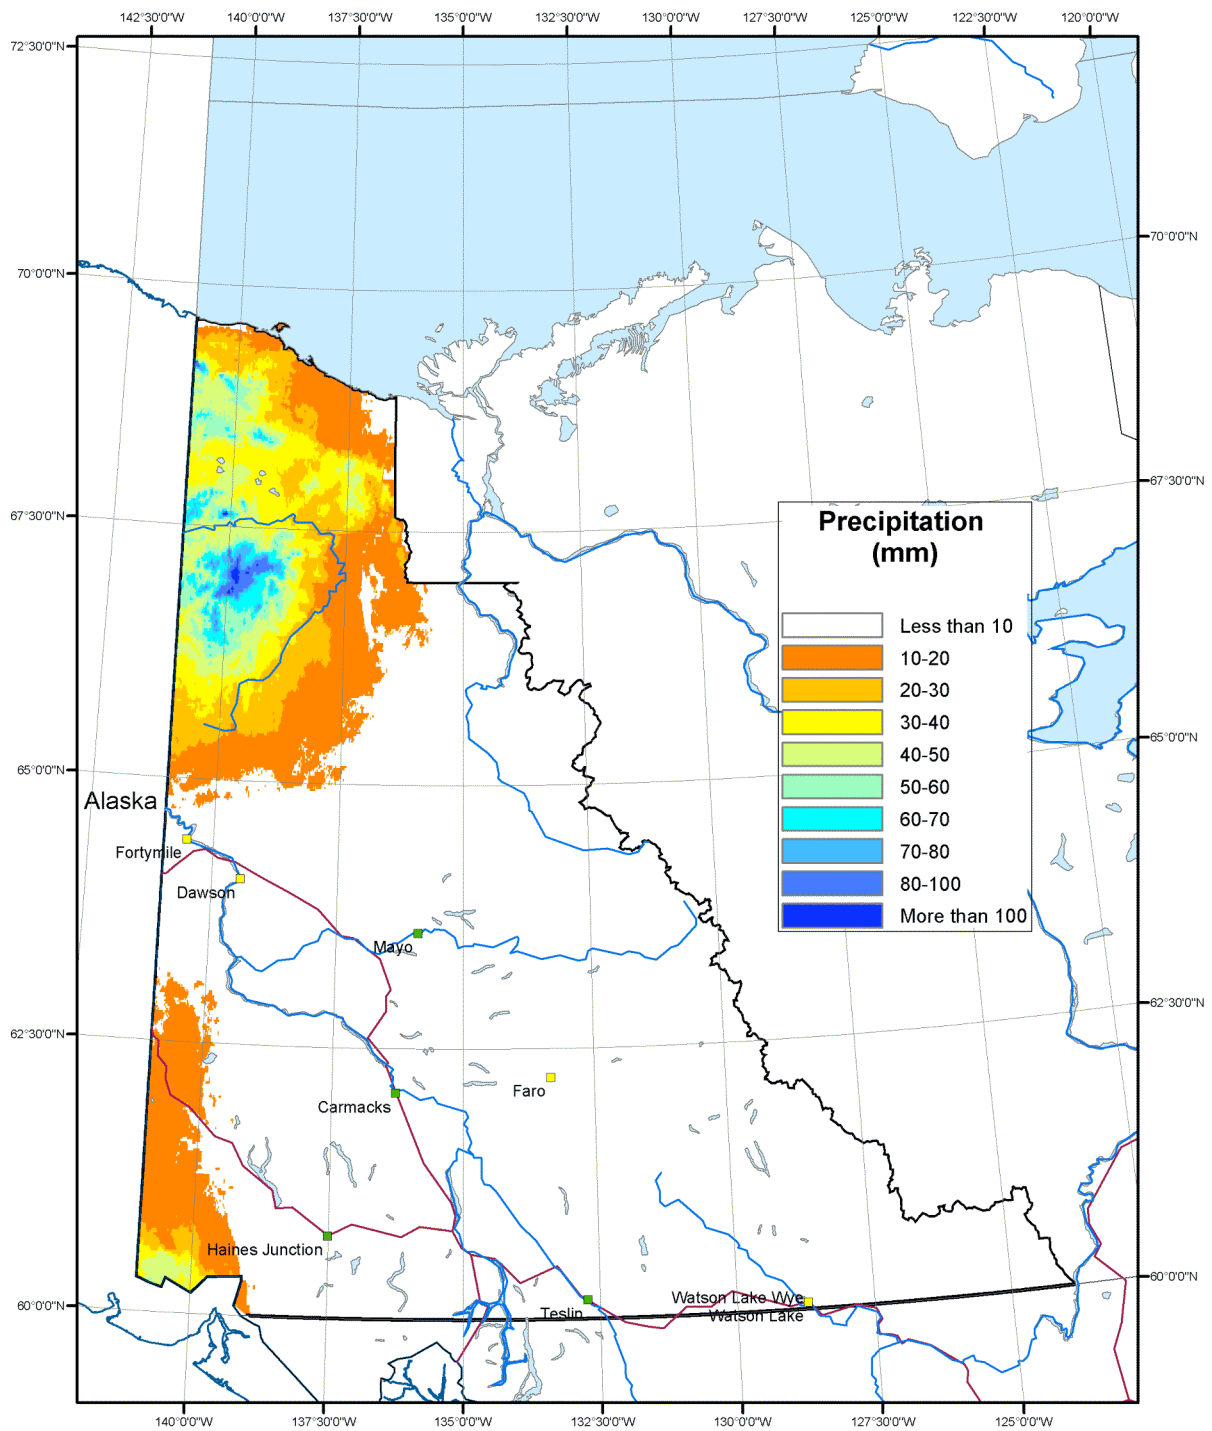 142°30'0"W 140°0'0"W 137°30'0"W 135°0'0"W 132°30'0"W 130°0'0"W 127°30'0"W 125°0'0"W 122°30'0"W 120°0'0"W
72°30'0"N
70°0'0"N
70°0'0"N
67°30'0"N
67°30'0"N
Precipitation
(mm)
Less than 10
10-20
20-30
30-40
40-50
50-60
60-70
70-80
80-100
More than 100
65°0'0"N
65°0'0"N
Alaska
Fortymile
Dawson
Mayo
62°30'0"N
62°30'0"N
Faro
Carmacks
Haines Junction
60°0'0"N
60°0'0"N
Watson Lake Wye
Teslin
Watson Lake
140°0'0"W 137°30'0"W 135°0'0"W 132°30'0"W 130°0'0"W 127°30'0"W 125°0'0"W